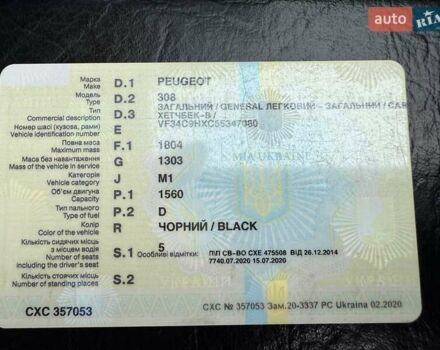 auto RIA
Марка
Make
D.1
PEUGEOT
Модель
Type
D.2
308
Тип
Commercial description
D.3
ЗАГАЛЬНИЙ / GENERAL ЛЕГКОВИЙ - ЗАГАЛЬНИЙ / CAR
ХЕТЧБЕК-В /
Номер шасі (кузова, рами)
Vehicle identification number
E
VF34C9HXC55347080
Повна маса
Maximum mass
F.1
1804
Маса без навантаження
Mass of the vehicle in service
G
1303
MIA UKRAINE
Категорія
Vehicle category
J
M1
Об'єм двигуна
Capacity
P.1
1560
Тип пального
Type of fuel
P.2
D
Колір
Color of the vehicle
R
ЧОРНИЙ / BLACK
Кількість сидячих місць
з місцем водія
Number of seats
including the driver's seat
S.1
5
Особливі відмітки:
П/Л СВ-ВО СХЕ 475508 ВІД 26.12.2014
7740.07.2020 15.07.2020
Кількість стоячих місць
Number of standing places
S.2
СХС 357053
СХС № 357053 Зам.20-3337 РС Ukraina 02.2020